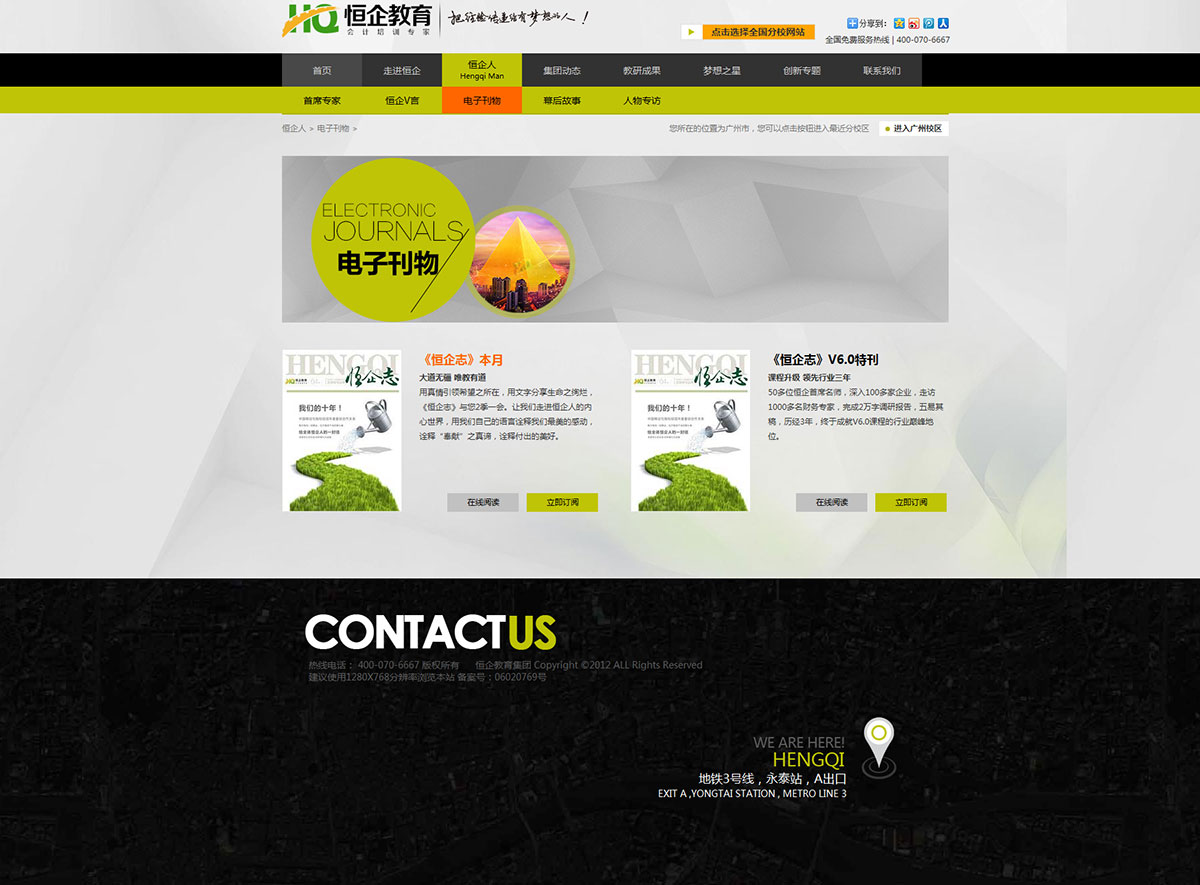 HQ 恒企教育
会计培训专家
把经验传递给有梦想的人！
点击选择全国分校网站
分享到：
全国免费服务热线 | 400-070-6667
首页 走进恒企 恒企人 集团动态 教研成果 梦想之星 创新专题 联系我们
Hengqi Man
首席专家 恒企V言 电子刊物 幕后故事 人物专访
恒企人 > 电子刊物 >
您所在的位置为广州市，您可以点击按钮进入最近分校区 进入广州校区
ELECTRONIC
JOURNALS
电子刊物
HENGQI
恒企志
我们的十年！
《恒企志》本月
大道无疆 唯教有道
用真情引领希望之所在，用文字分享生命之绚烂，
《恒企志》与您2季一会。让我们走进恒企人的内
心世界，用我们自己的语言诠释我们最美的感动，
诠释“奉献”之真谛，诠释付出的美好。
在线阅读 立即订阅
HENGQI
恒企志
我们的十年！
《恒企志》V6.0特刊
课程升级 领先行业三年
50多位恒企首席名师，深入100多家企业，走访
1000多名财务专家，完成2万字调研报告，五易其
稿，历经3年，终于成就V6.0课程的行业巅峰地
位。
在线阅读 立即订阅
CONTACTUS
热线电话： 400-070-6667 版权所有 恒企教育集团 Copyright ©2012 ALL Rights Reserved
建议使用1280X768分辨率浏览本站 备案号：06020769号
WE ARE HERE!
HENGQI
地铁3号线，永泰站，A出口
EXIT A ,YONGTAI STATION , METRO LINE 3